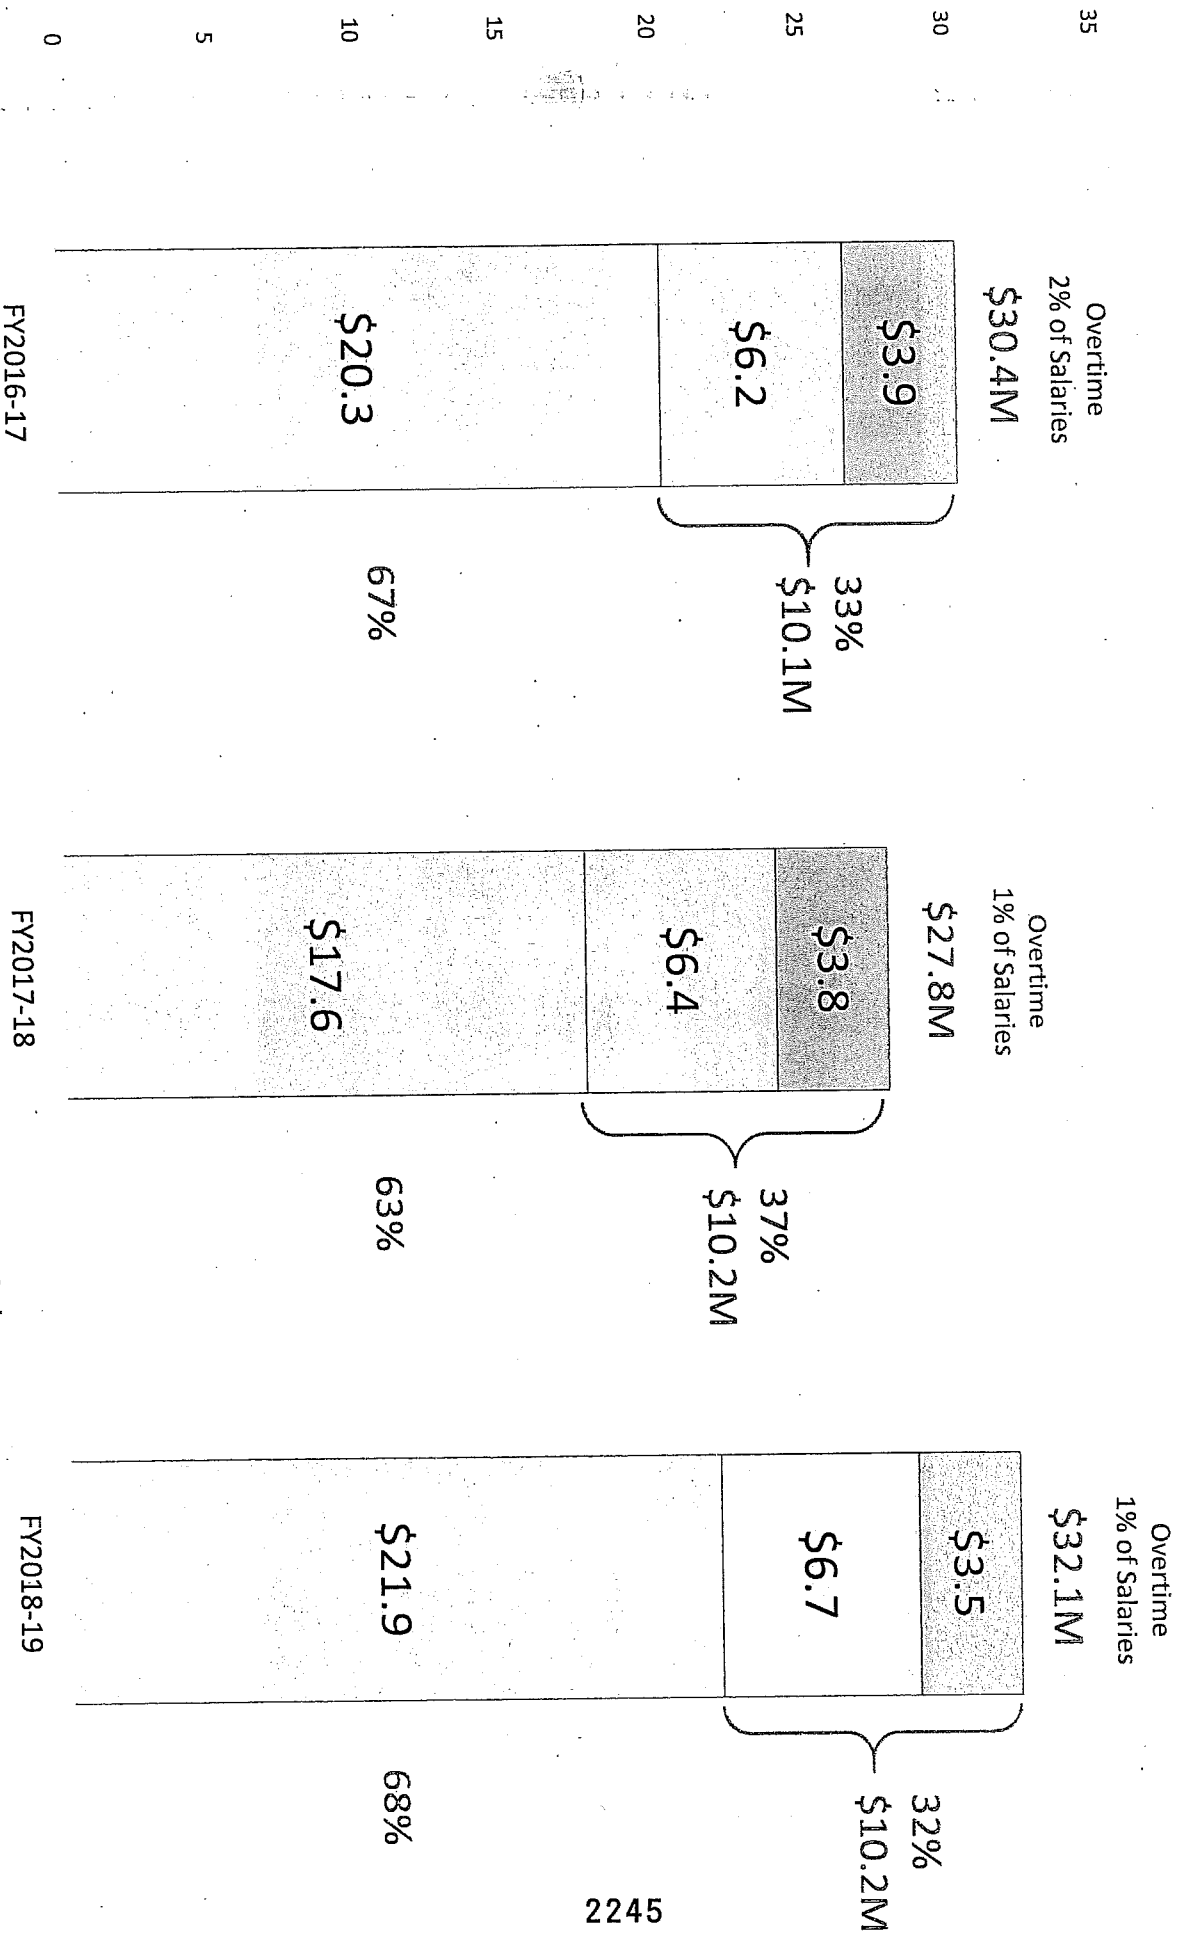 35
30
25
20
15
10
5
0
Overtime
2% of Salaries
$30.4M
$3.9
$6.2
$20.3
33%
$10.1M
67%
FY2016-17
Overtime
1% of Salaries
$27.8M
$3.8
$6.4
$17.6
37%
$10.2M
63%
FY2017-18
Overtime
1% of Salaries
$32.1M
$3.5
$6.7
$21.9
32%
$10.2M
68%
FY2018-19
2245